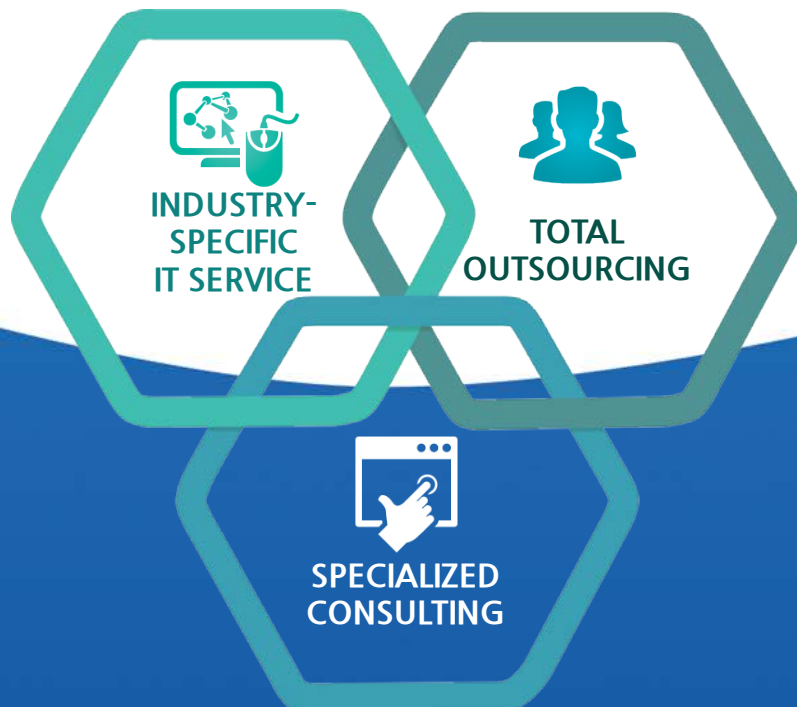 INDUSTRY-
SPECIFIC
IT SERVICE
TOTAL
OUTSOURCING
SPECIALIZED
CONSULTING